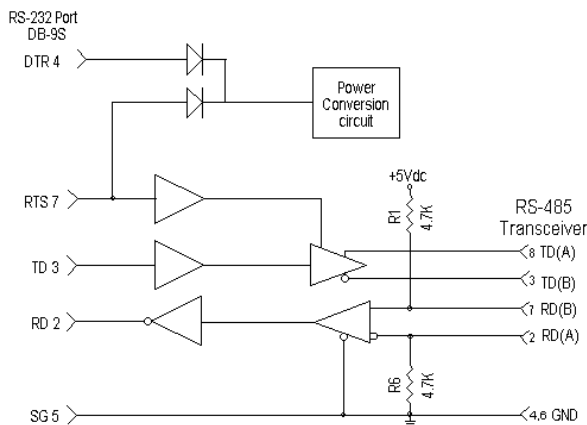 RS-232 Port
DB-9S
DTR 4
Power
Conversion
circuit
+5Vdc
RTS 7
R1
4.7K
RS-485
Transceiver
8 TD(A)
TD 3
3 TD(B)
RD 2
7 RD(B)
2 RD(A)
R6
4.7K
SG 5
4,6 GND